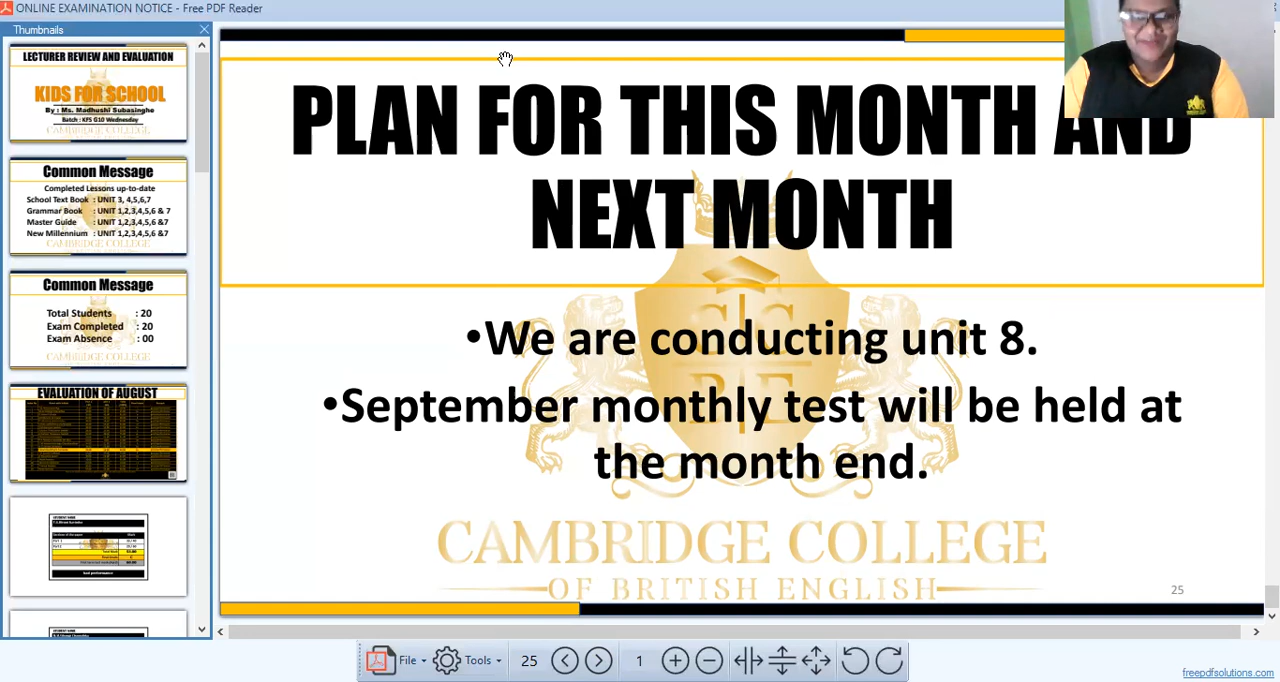 ONLINE EXAMINATION NOTICE - Free PDF Reader
Thumbnails
LECTURER REVIEW AND EVALUATION
KIDS FOR SCHOOL
By : Ms. Madhushi Subasinghe
Batch : KFS G10 Wednesday
CAMBRIDGE COLLEGE
Common Message
Completed Lessons up-to-date
School Text Book : UNIT 3, 4,5,6,7
Grammar Book : UNIT 1,2,3,4,5,6 & 7
Master Guide : UNIT 1,2,3,4,5,6 &7
New Millennium : UNIT 1,2,3,4,5,6 &7
CAMBRIDGE COLLEGE
Common Message
Total Students : 20
Exam Completed : 20
Exam Absence : 00
CAMBRIDGE COLLEGE
EVALUATION OF AUGUST
PLAN FOR THIS MONTH AND
NEXT MONTH
•We are conducting unit 8.
•September monthly test will be held at
the month end.
CAMBRIDGE COLLEGE
OF BRITISH ENGLISH
25
File
Tools
25
1
freepdfsolutions.com